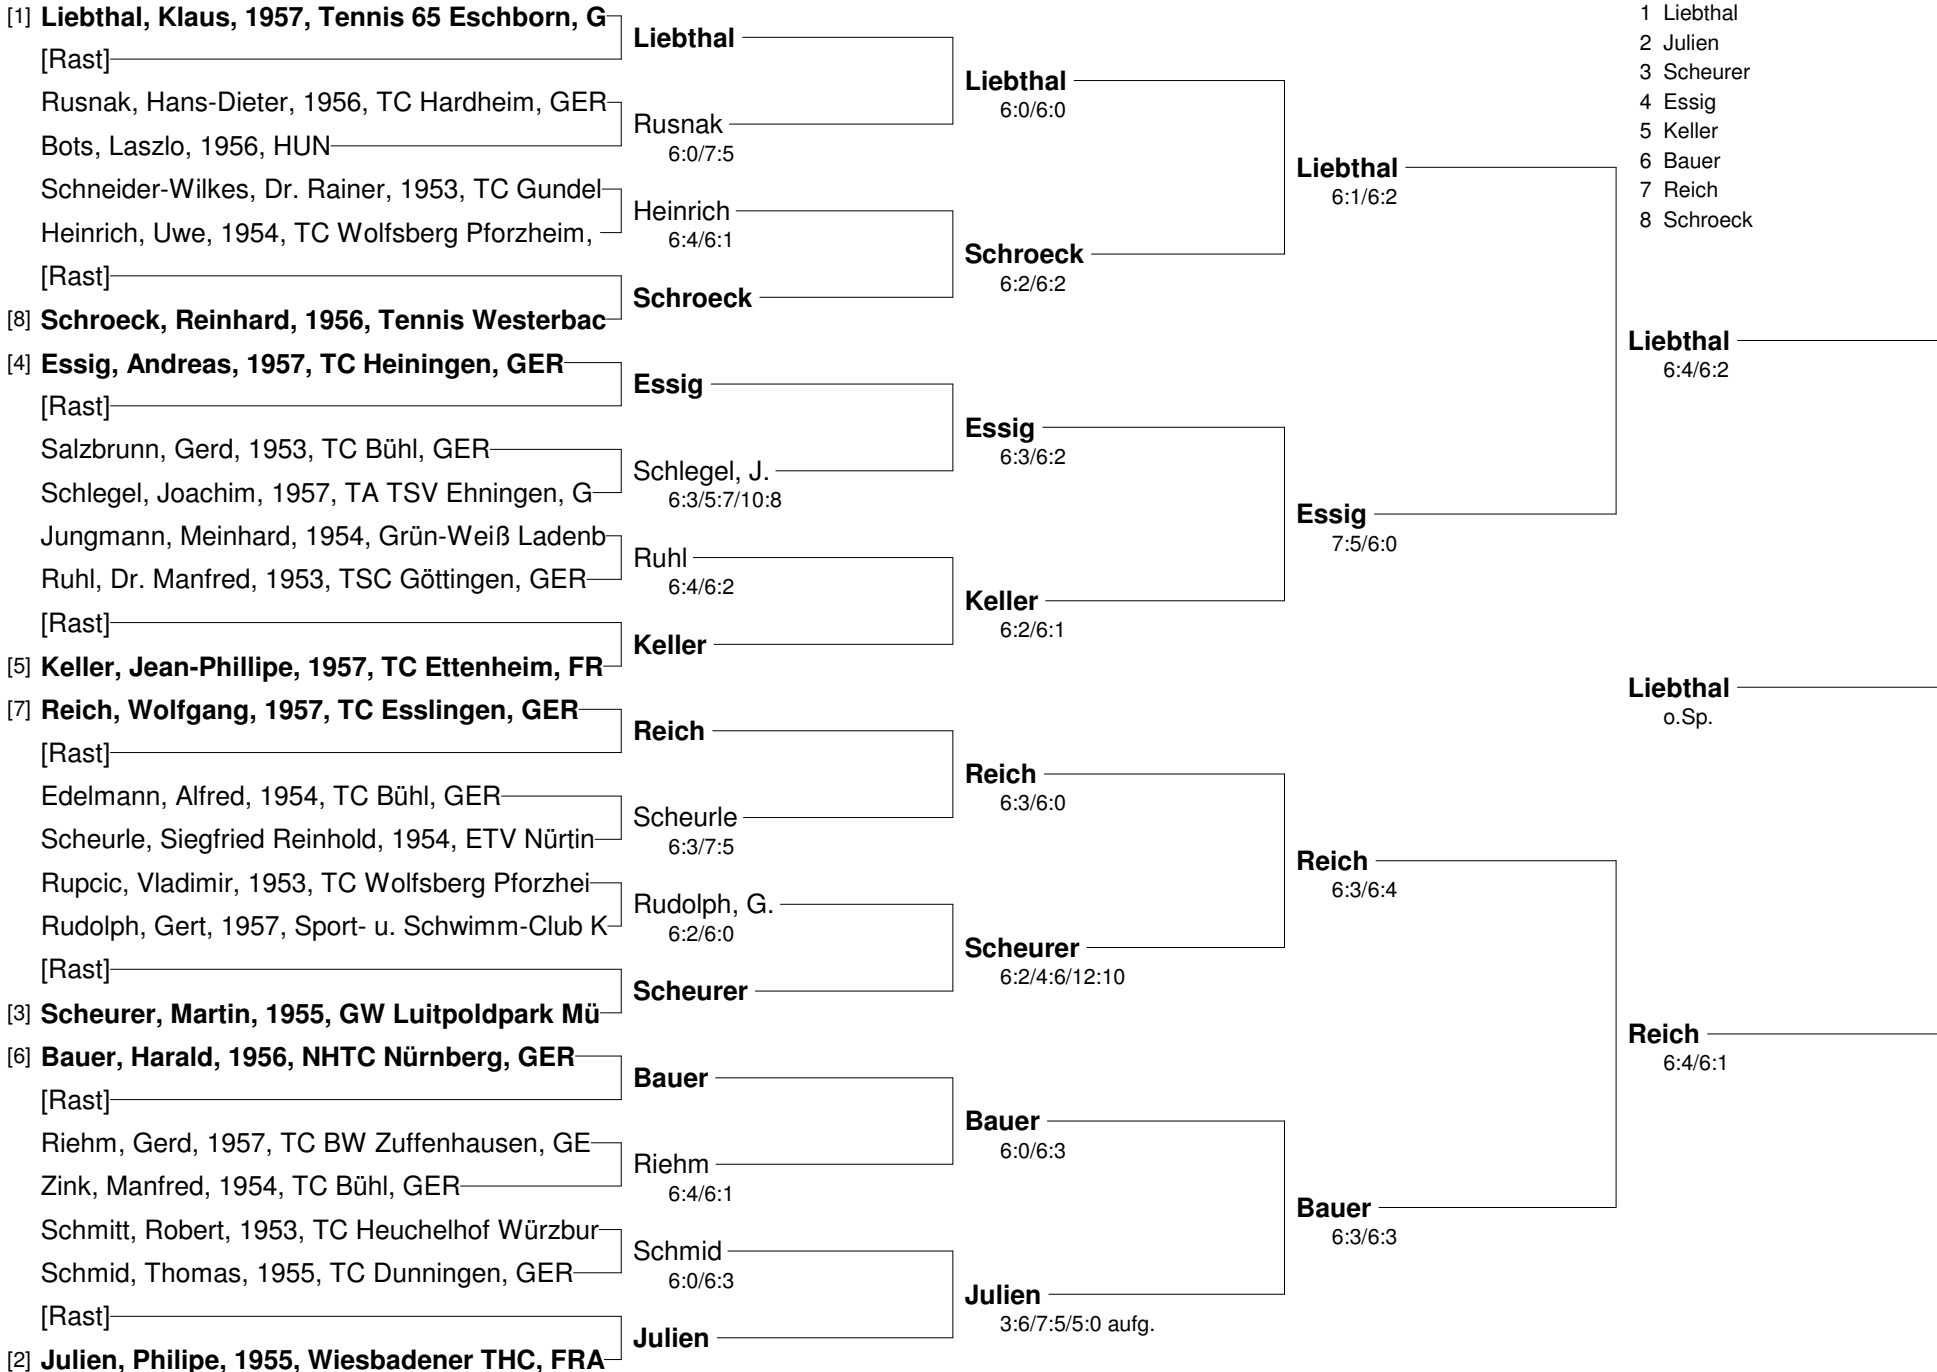 [1] Liebthal, Klaus, 1957, Tennis 65 Eschborn, G
[Rast]
Rusnak, Hans-Dieter, 1956, TC Hardheim, GER
Bots, Laszlo, 1956, HUN
Schneider-Wilkes, Dr. Rainer, 1953, TC Gundel
Heinrich, Uwe, 1954, TC Wolfsberg Pforzheim,
[Rast]
[8] Schroeck, Reinhard, 1956, Tennis Westerbac
[4] Essig, Andreas, 1957, TC Heiningen, GER
[Rast]
Salzbrunn, Gerd, 1953, TC Bühl, GER
Schlegel, Joachim, 1957, TA TSV Ehningen, G
Jungmann, Meinhard, 1954, Grün-Weiß Ladenb
Ruhl, Dr. Manfred, 1953, TSC Göttingen, GER
[Rast]
[5] Keller, Jean-Phillipe, 1957, TC Ettenheim, FR
[7] Reich, Wolfgang, 1957, TC Esslingen, GER
[Rast]
Edelmann, Alfred, 1954, TC Bühl, GER
Scheurle, Siegfried Reinhold, 1954, ETV Nürtin
Rupcic, Vladimir, 1953, TC Wolfsberg Pforzhei
Rudolph, Gert, 1957, Sport- u. Schwimm-Club K
[Rast]
[3] Scheurer, Martin, 1955, GW Luitpoldpark Mü
[6] Bauer, Harald, 1956, NHTC Nürnberg, GER
[Rast]
Riehm, Gerd, 1957, TC BW Zuffenhausen, GE
Zink, Manfred, 1954, TC Bühl, GER
Schmitt, Robert, 1953, TC Heuchelhof Würzbur
Schmid, Thomas, 1955, TC Dunningen, GER
[Rast]
[2] Julien, Philipe, 1955, Wiesbadener THC, FRA
Liebthal
Rusnak
6:0/7:5
Heinrich
6:4/6:1
Schroeck
Essig
Schlegel, J.
6:3/5:7/10:8
Ruhl
6:4/6:2
Keller
Reich
Scheurle
6:3/7:5
Rudolph, G.
6:2/6:0
Scheurer
Bauer
Riehm
6:4/6:1
Schmid
6:0/6:3
Julien
Liebthal
6:0/6:0
Schroeck
6:2/6:2
Essig
6:3/6:2
Keller
6:2/6:1
Reich
6:3/6:0
Scheurer
6:2/4:6/12:10
Bauer
6:0/6:3
Julien
3:6/7:5/5:0 aufg.
Liebthal
6:1/6:2
Essig
7:5/6:0
Reich
6:3/6:4
Bauer
6:3/6:3
1 Liebthal
2 Julien
3 Scheurer
4 Essig
5 Keller
6 Bauer
7 Reich
8 Schroeck
Liebthal
6:4/6:2
Liebthal
o.Sp.
Reich
6:4/6:1